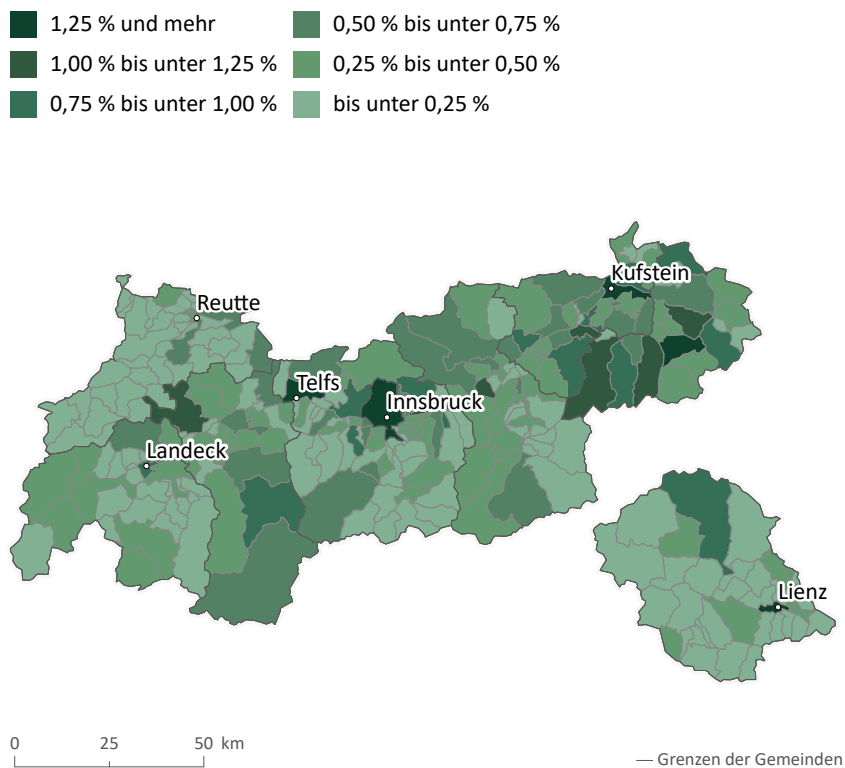 1,25 % und mehr
1,00 % bis unter 1,25 %
0,75 % bis unter 1,00 %
0,50 % bis unter 0,75 %
0,25 % bis unter 0,50 %
bis unter 0,25 %
Kufstein
Reutte
Telfs
Innsbruck
Landeck
Lienz
0 25 50 km
Grenzen der Gemeinden